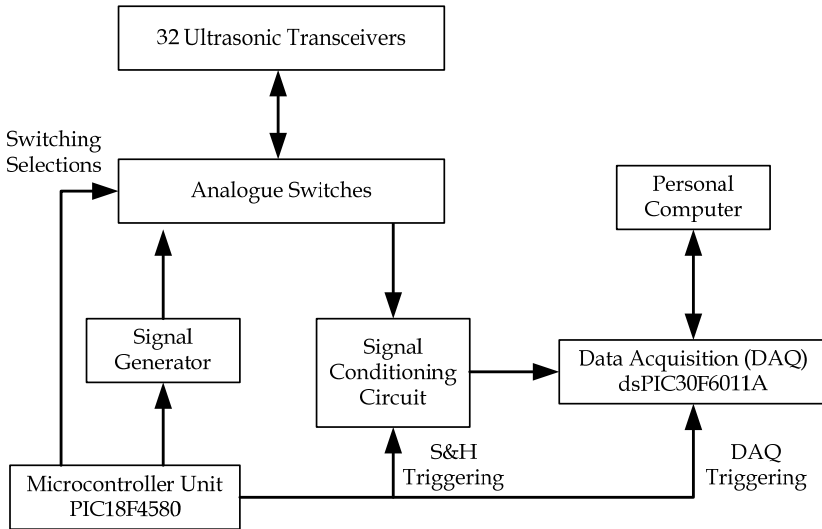 32 Ultrasonic Transceivers
Switching
Selections
Analogue Switches
Personal
Computer
Signal
Generator
Signal
Conditioning
Circuit
Data Acquisition (DAQ)
dsPIC30F6011A
S&H
Triggering
DAQ
Triggering
Microcontroller Unit
PIC18F4580